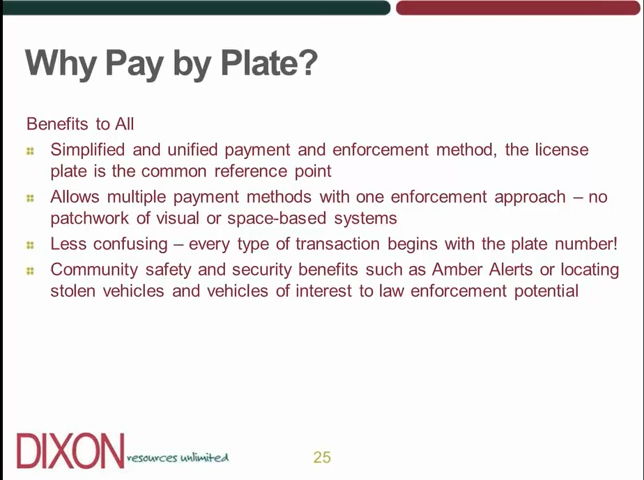 Why Pay by Plate?
Benefits to All
Simplified and unified payment and enforcement method, the license
plate is the common reference point
Allows multiple payment methods with one enforcement approach – no
patchwork of visual or space-based systems
Less confusing – every type of transaction begins with the plate number!
Community safety and security benefits such as Amber Alerts or locating
stolen vehicles and vehicles of interest to law enforcement potential
DIXON resources unlimited
25